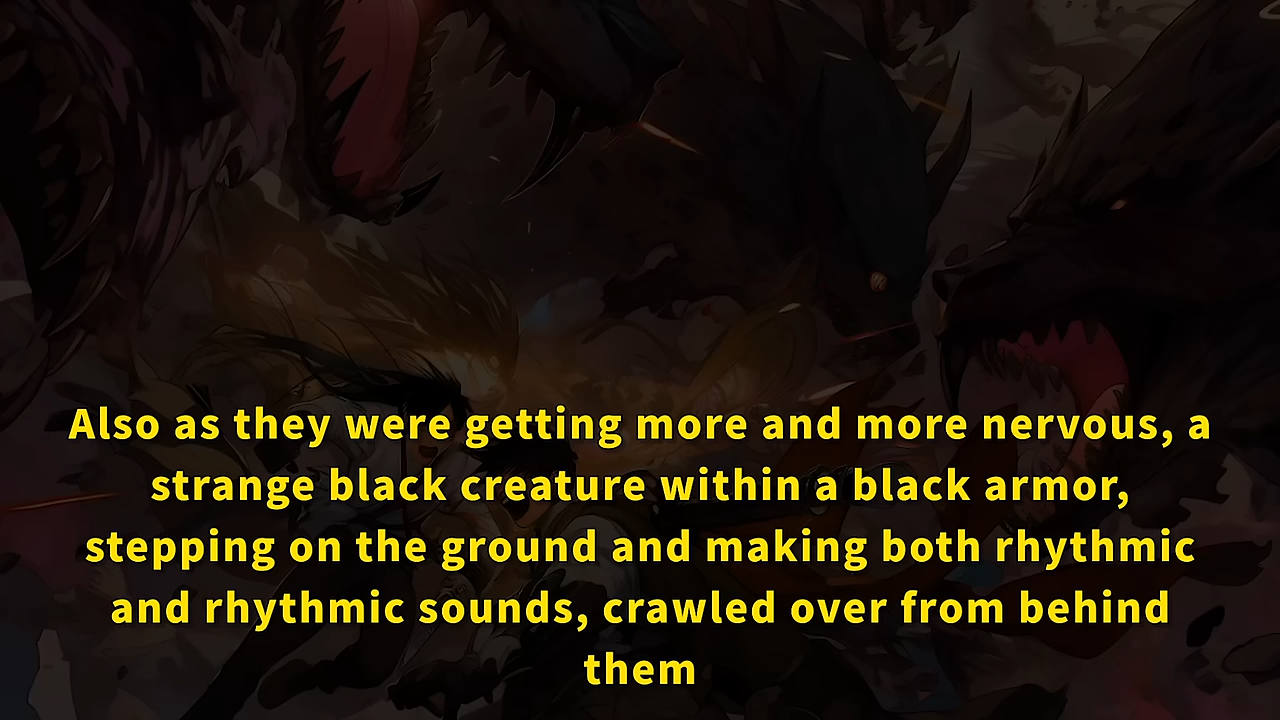 Also as they were getting more and more nervous, a
strange black creature within a black armor,
stepping on the ground and making both rhythmic
and rhythmic sounds, crawled over from behind
them